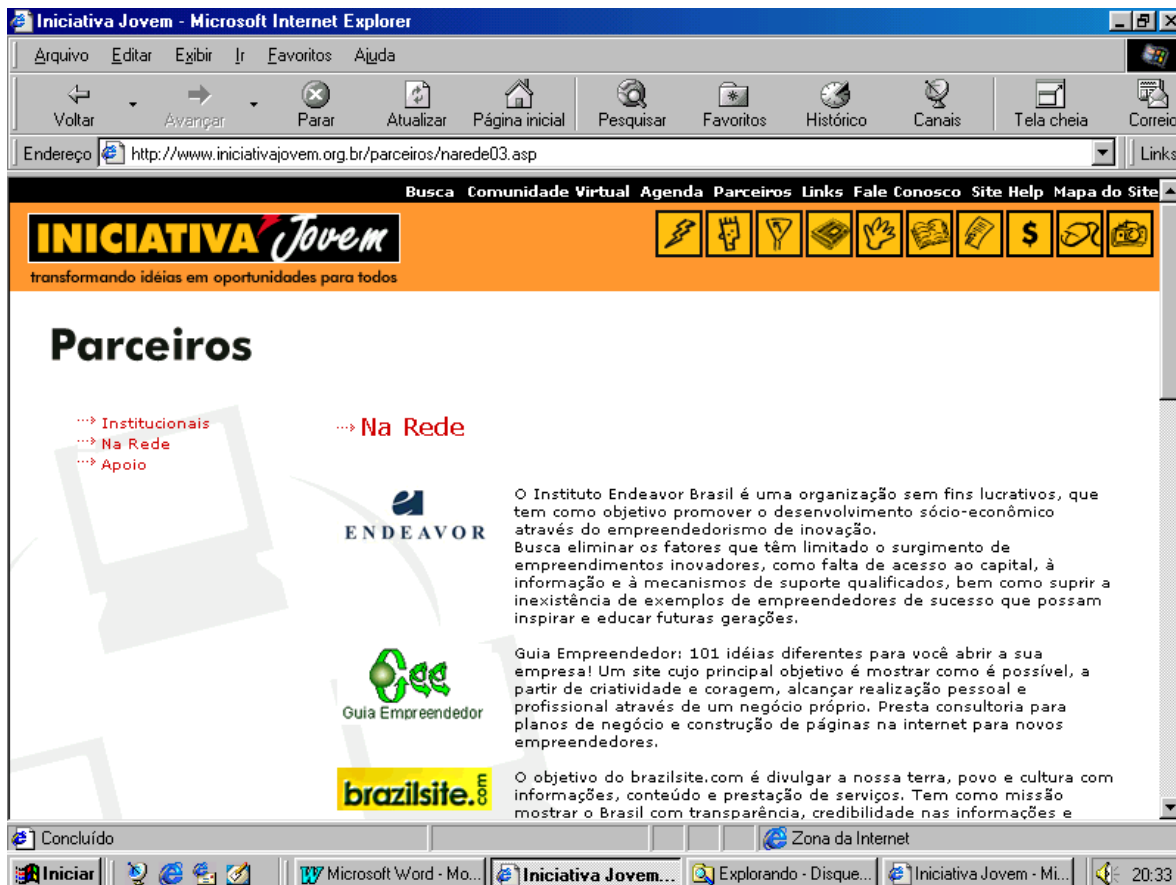 Iniciativa Jovem - Microsoft Internet Explorer
Arquivo Editar Exibir Ir Favoritos Ajuda
Voltar Avançar Parar Atualizar Página inicial Pesquisar Favoritos Histórico Canais Tela cheia Correio
Endereço http://www.iniciativajovem.org.br/parceiros/narede03.asp Links
Busca Comunidade Virtual Agenda Parceiros Links Fale Conosco Site Help Mapa do Site
INICIATIVA Jovem
transformando idéias em oportunidades para todos
$
Parceiros
Institucionais
Na Rede
Apoio
Na Rede
ENDEAVOR
O Instituto Endeavor Brasil é uma organização sem fins lucrativos, que
tem como objetivo promover o desenvolvimento sócio-econômico
através do empreendedorismo de inovação.
Busca eliminar os fatores que têm limitado o surgimento de
empreendimentos inovadores, como falta de acesso ao capital, à
informação e à mecanismos de suporte qualificados, bem como suprir a
inexistência de exemplos de empreendedores de sucesso que possam
inspirar e educar futuras gerações.
Guia Empreendedor
Guia Empreendedor: 101 idéias diferentes para você abrir a sua
empresa! Um site cujo principal objetivo é mostrar como é possível, a
partir de criatividade e coragem, alcançar realização pessoal e
profissional através de um negócio próprio. Presta consultoria para
planos de negócio e construção de páginas na internet para novos
empreendedores.
brazilsite.com
O objetivo do brazilsite.com é divulgar a nossa terra, povo e cultura com
informações, conteúdo e prestação de serviços. Tem como missão
mostrar o Brasil com transparência, credibilidade nas informações e
Concluído Zona da Internet
Iniciar Microsoft Word - Mo... Iniciativa Jovem... Explorando - Disque... Iniciativa Jovem - Mi... 20:33